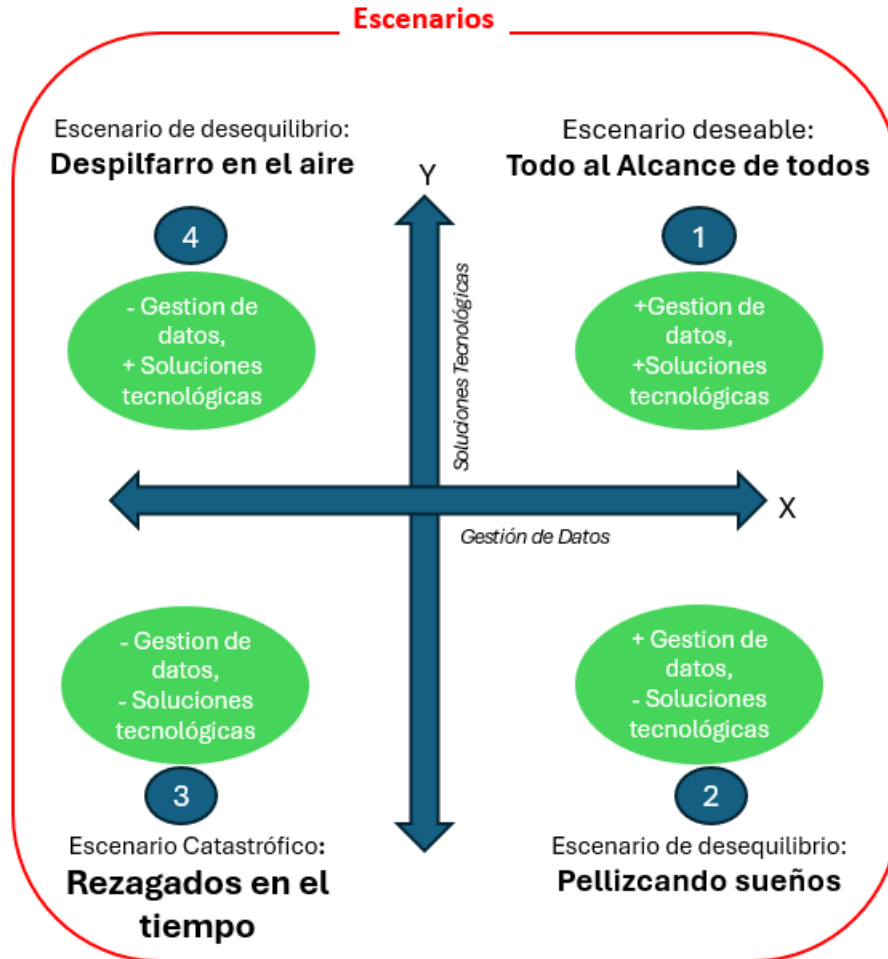 Escenarios
Escenario de desequilibrio:
Despilfarro en el aire
Escenario deseable:
Todo al Alcance de todos
Y
4
1
- Gestion de
datos,
+ Soluciones
tecnológicas
+Gestion de
datos,
+Soluciones
tecnológicas
Soluciones Tecnológicas
X
Gestión de Datos
- Gestion de
datos,
- Soluciones
tecnológicas
+ Gestion de
datos,
- Soluciones
tecnológicas
3
2
Escenario Catastrófico:
Rezagados en el
tiempo
Escenario de desequilibrio:
Pellizcando sueños